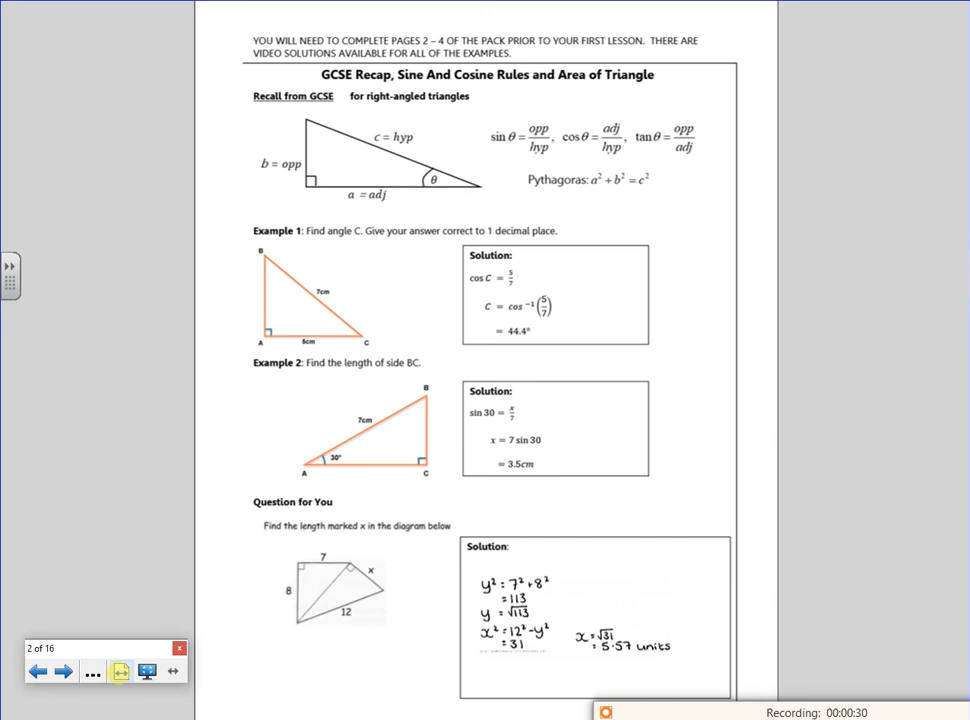 YOU WILL NEED TO COMPLETE PAGES 2 – 4 OF THE PACK PRIOR TO YOUR FIRST LESSON. THERE ARE
VIDEO SOLUTIONS AVAILABLE FOR ALL OF THE EXAMPLES.
GCSE Recap, Sine And Cosine Rules and Area of Triangle
Recall from GCSE for right-angled triangles
c = hyp
b = opp
θ
a = adj
sin θ = opp/hyp, cos θ = adj/hyp, tan θ = opp/adj
Pythagoras: a² + b² = c²
Example 1: Find angle C. Give your answer correct to 1 decimal place.
B
7cm
A
5cm
C
Solution:
cos C = 5/7
C = cos ⁻¹(5/7)
= 44.4°
Example 2: Find the length of side BC.
B
7cm
30°
A
C
Solution:
sin 30 = x/7
x = 7 sin 30
= 3.5cm
Question for You
Find the length marked x in the diagram below
7
x
8
12
Solution:
y² = 7² + 8²
= 113
y = √113
x² = 12² - y²
= 31
x = √31
= 5.57 units
2 of 16
x
...
Recording: 00:00:30